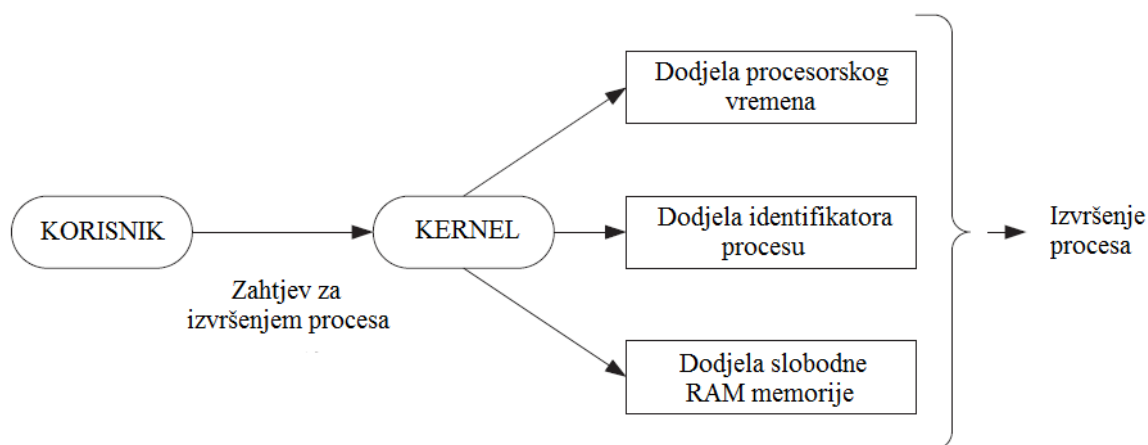 Dodjela procesorskog
vremena
KORISNIK
KERNEL
Dodjela identifikatora
procesu
Izvršenje
procesa
Zahtjev za
izvršenjem procesa
Dodjela slobodne
RAM memorije